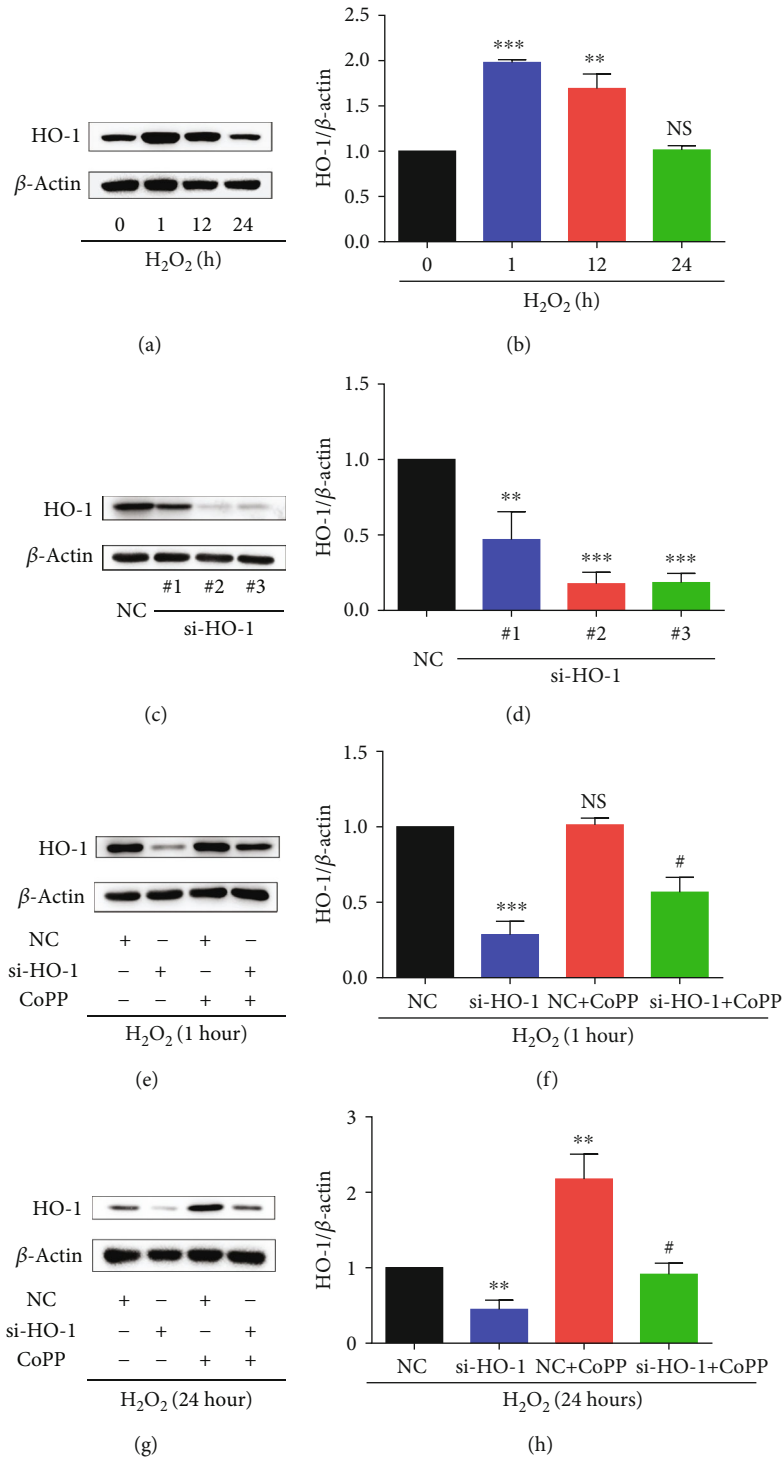 HO-1
β-Actin
0 1 12 24
H₂O₂ (h)
(a)
HO-1/β-actin
2.5
2.0
1.5
1.0
0.5
0.0
***
**
NS
0 1 12 24
H₂O₂ (h)
(b)
HO-1
β-Actin
#1 #2 #3
NC
si-HO-1
(c)
HO-1/β-actin
1.5
1.0
0.5
0.0
**
***
***
#1 #2 #3
NC
si-HO-1
(d)
HO-1
β-Actin
NC + – + –
si-HO-1 – + – +
CoPP – – + +
H₂O₂ (1 hour)
(e)
HO-1/β-actin
1.5
1.0
0.5
0.0
***
NS
#
NC si-HO-1 NC+CoPP si-HO-1+CoPP
H₂O₂ (1 hour)
(f)
HO-1
β-Actin
NC + – + –
si-HO-1 – + – +
CoPP – – + +
H₂O₂ (24 hour)
(g)
HO-1/β-actin
3
2
1
0
**
**
#
NC si-HO-1 NC+CoPP si-HO-1+CoPP
H₂O₂ (24 hours)
(h)